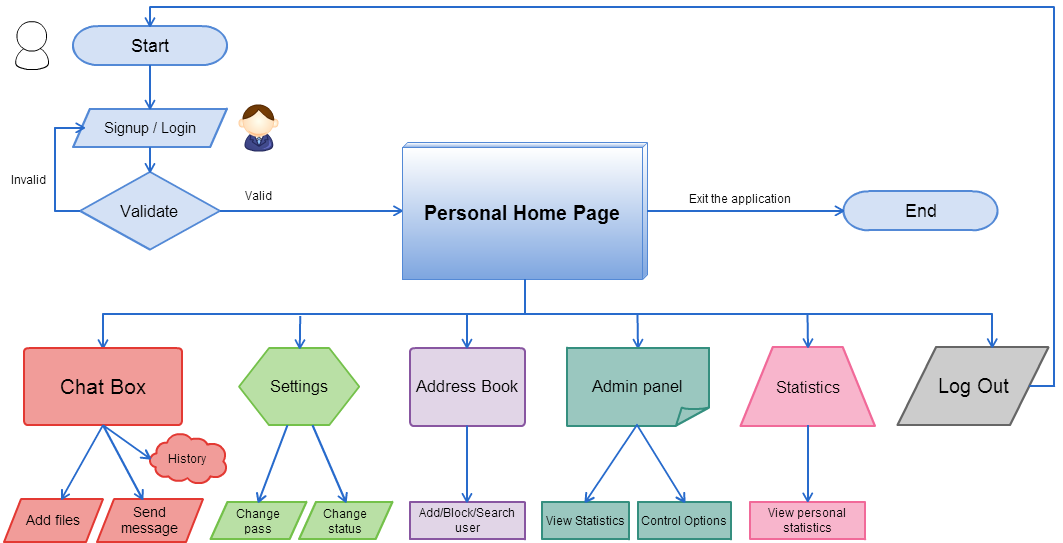 Start
Signup / Login
Invalid
Validate
Valid
Personal Home Page
Exit the application
End
Chat Box
Settings
Address Book
Admin panel
Statistics
Log Out
History
Add files
Send
message
Change
pass
Change
status
Add/Block/Search
user
View Statistics
Control Options
View personal
statistics